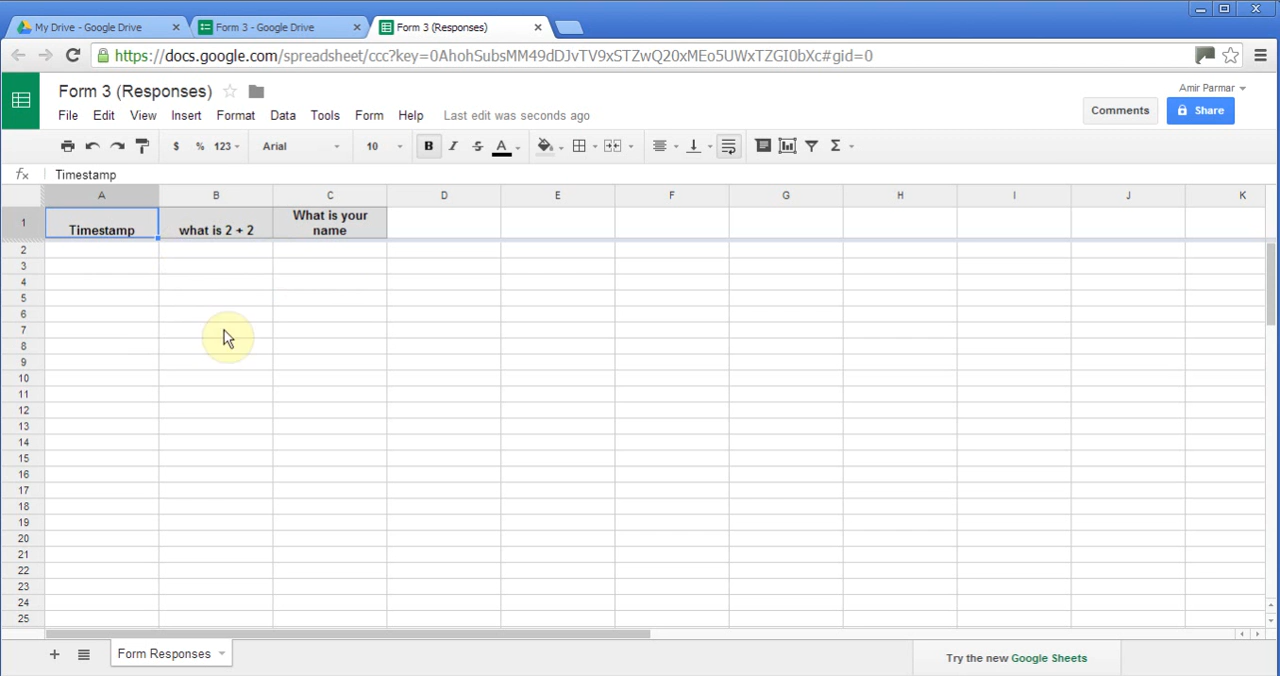 My Drive - Google Drive
Form 3 - Google Drive
Form 3 (Responses)
https://docs.google.com/spreadsheet/ccc?key=0AhohSubsMM49dDJvTV9xSTZwQ20xMEo5UWxTZGI0bXc#gid=0
Form 3 (Responses)
Amir Parmar
File Edit View Insert Format Data Tools Form Help Last edit was seconds ago
Comments Share
$ % 123 Arial 10 B I S A Σ
fx Timestamp
A B C D E F G H I J K
What is your
1 Timestamp what is 2 + 2 name
2
3
4
5
6
7
8
9
10
11
12
13
14
15
16
17
18
19
20
21
22
23
24
25
+ Form Responses
Try the new Google Sheets